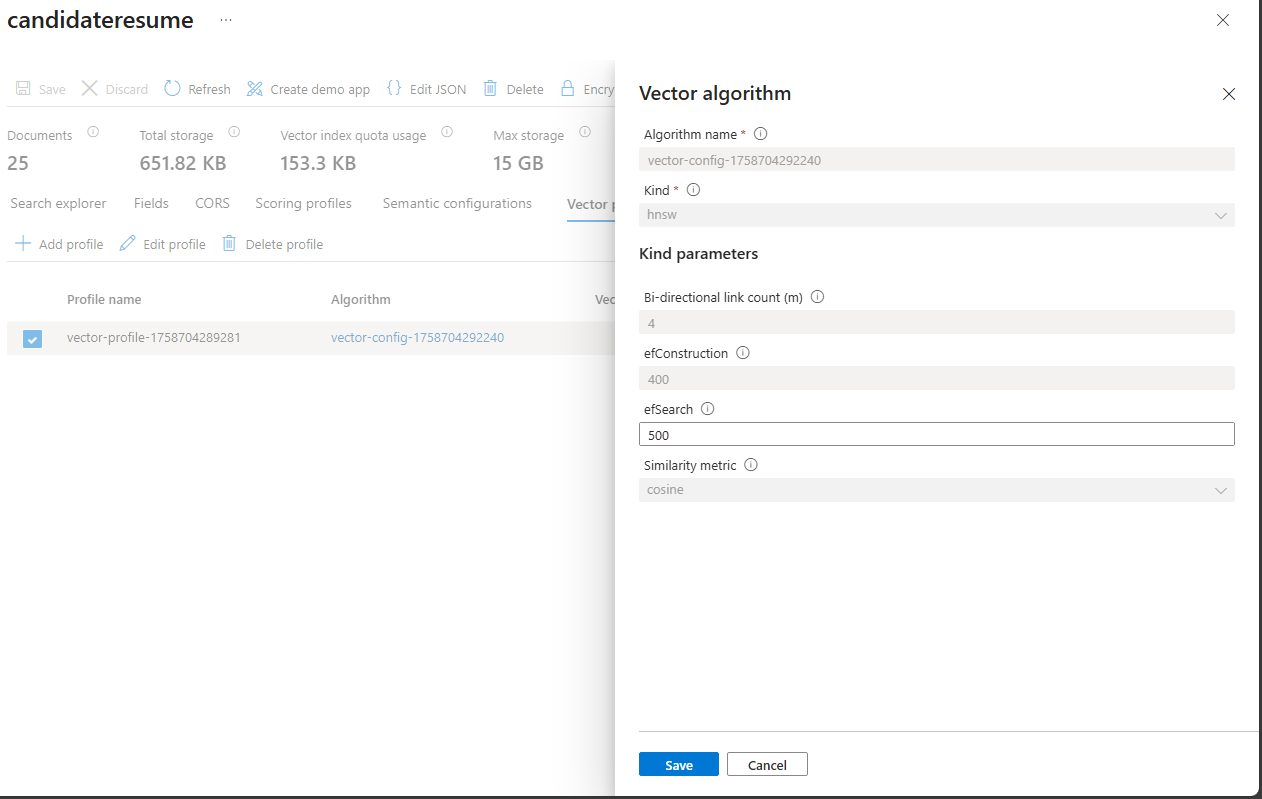 candidateresume ...
Save Discard Refresh Create demo app Edit JSON Delete Encry
Documents Total storage Vector index quota usage Max storage
25 651.82 KB 153.3 KB 15 GB
Search explorer Fields CORS Scoring profiles Semantic configurations Vector p
Add profile Edit profile Delete profile
Profile name Algorithm Vec
vector-profile-1758704289281 vector-config-1758704292240
Vector algorithm
Algorithm name *
vector-config-1758704292240
Kind *
hnsw
Kind parameters
Bi-directional link count (m)
4
efConstruction
400
efSearch
500
Similarity metric
cosine
Save Cancel